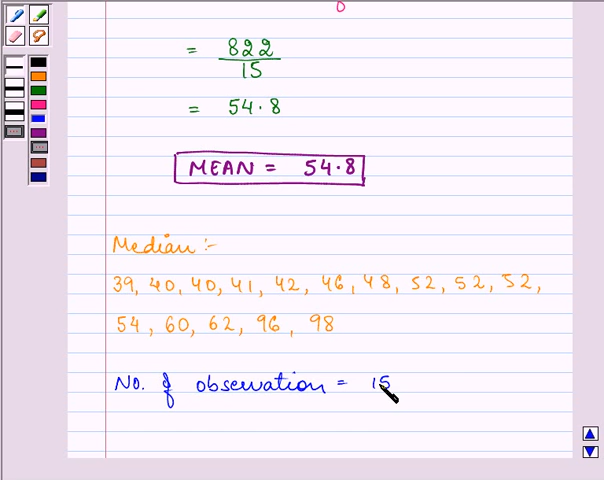 0
= 822
15
= 54.8
MEAN = 54.8
Median :-
39, 40, 40, 41, 42, 46, 48, 52, 52, 52,
54, 60, 62, 96, 98
No. of observation = 15